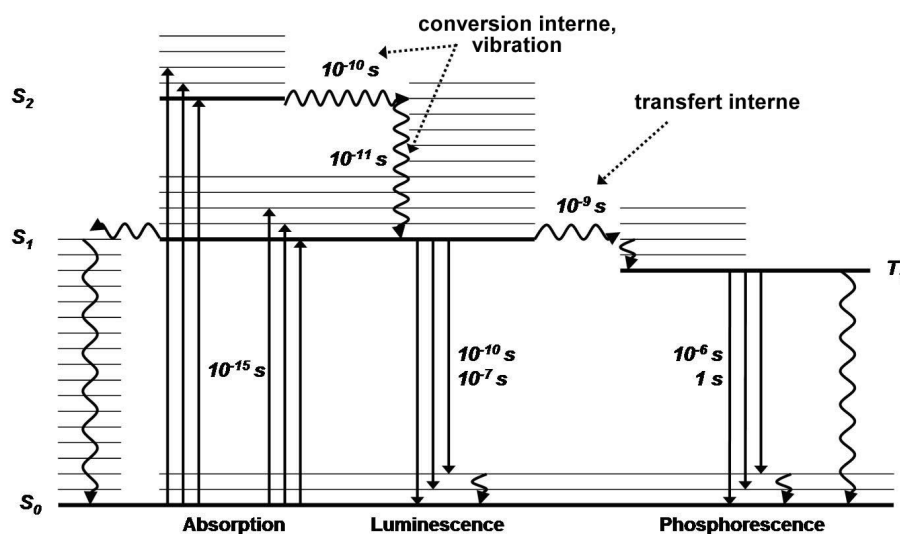 conversion interne,
vibration
10⁻¹⁰ s
S₂
transfert interne
10⁻¹¹ s
10⁻⁹ s
S₁
10⁻¹⁵ s
10⁻¹⁰ s
10⁻⁷ s
10⁻⁶ s
1 s
S₀
Absorption
Luminescence
Phosphorescence